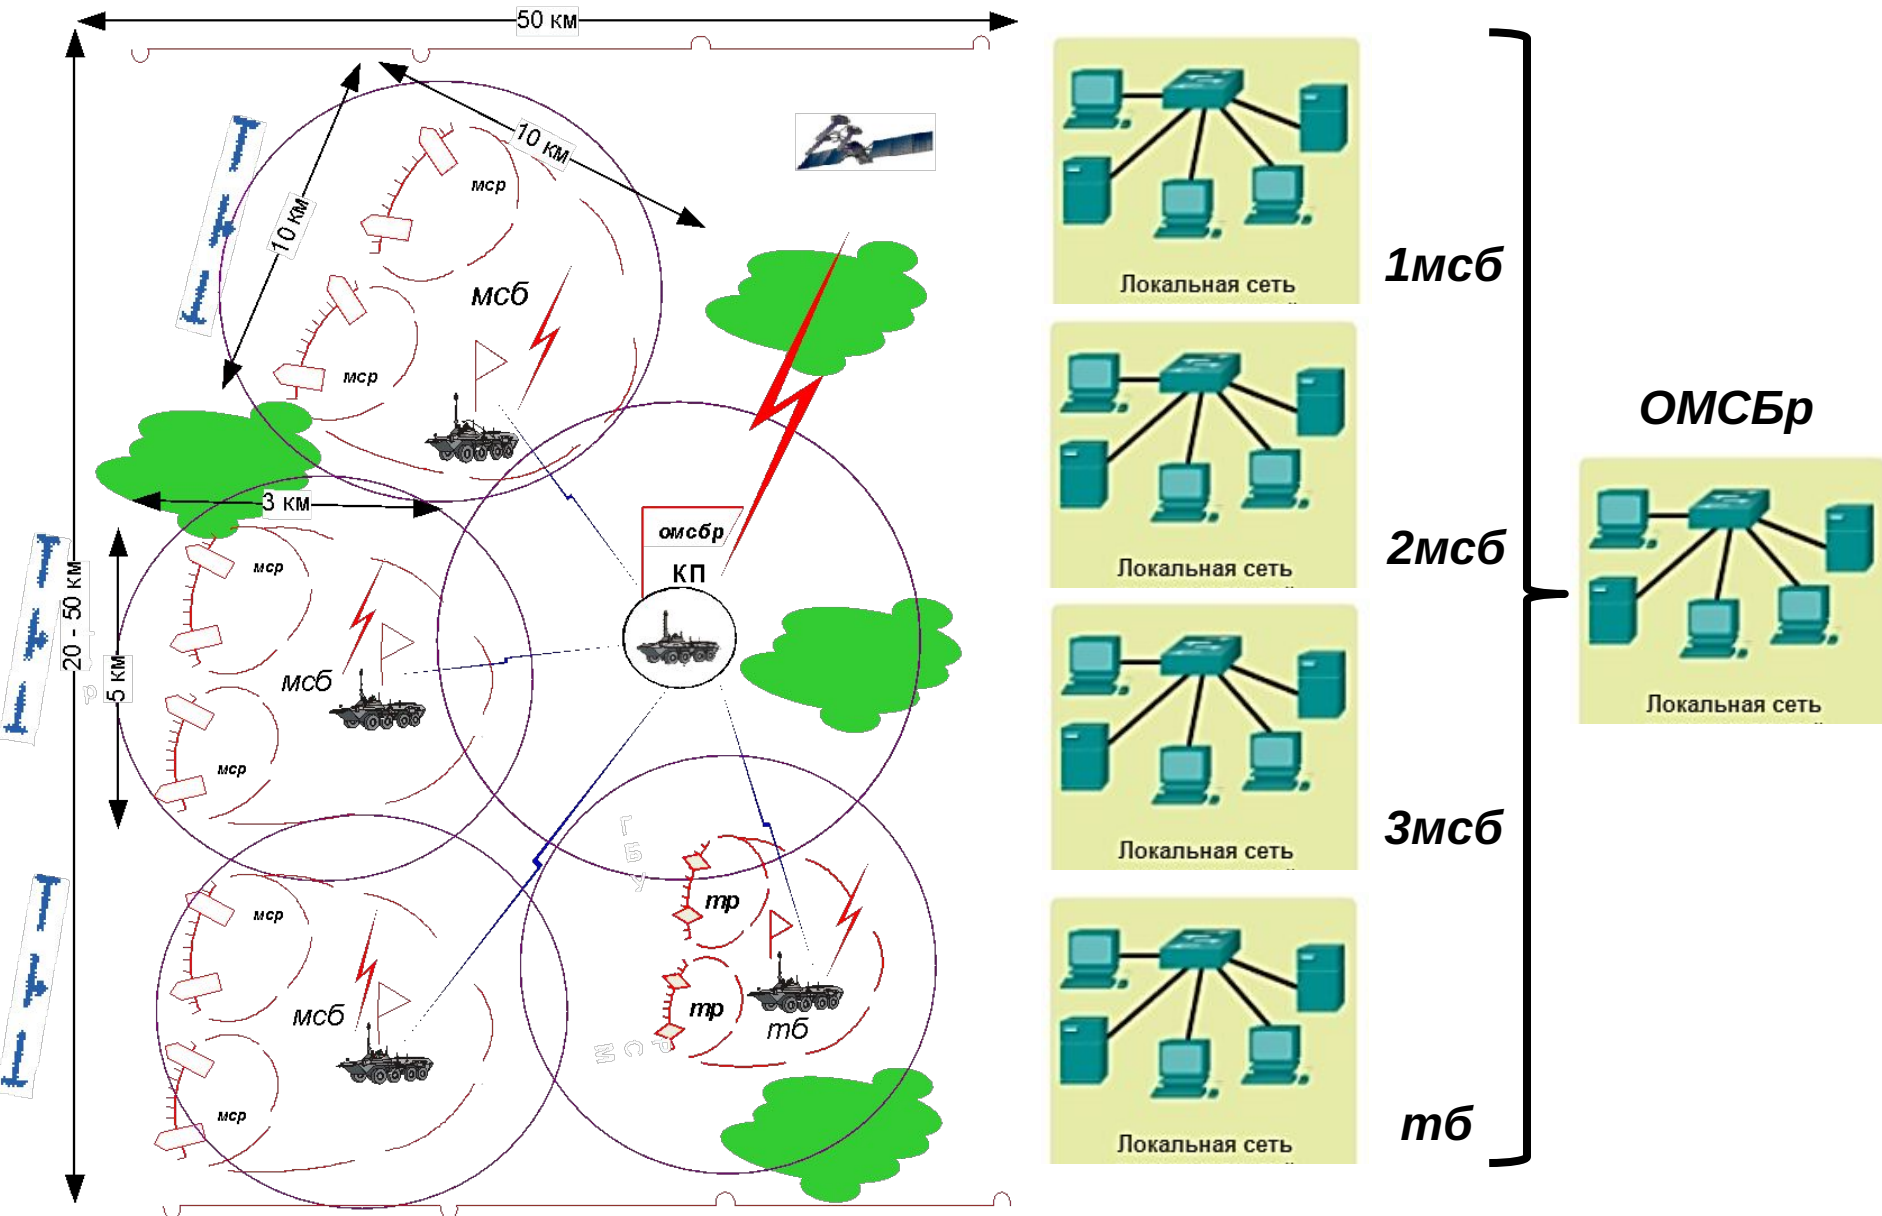 50 км
10 км
10 км
мср
мсб
мср
3 км
омсбр
КП
мср
20 - 50 км
5 км
мсб
мср
тр
мср
тр
тб
мсб
мср
Локальная сеть
1мсб
Локальная сеть
2мсб
Локальная сеть
3мсб
Локальная сеть
тб
ОМСБр
Локальная сеть